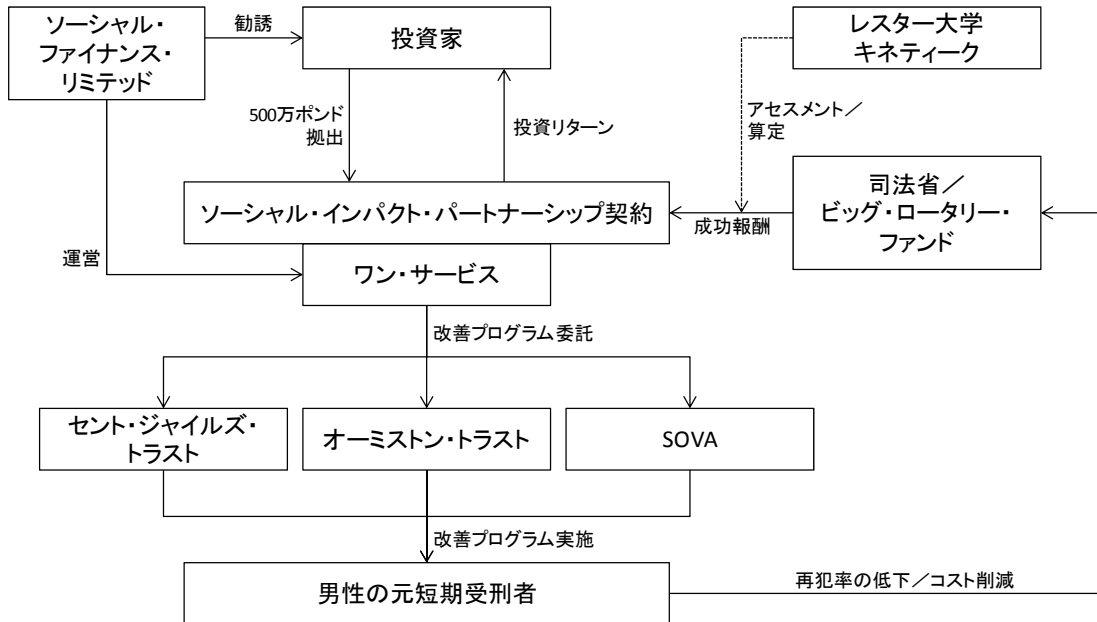 ソーシャル・
ファイナンス・
リミテッド
勧誘
投資家
レスター大学
キネティーク
500万ポンド
拠出
投資リターン
アセスメント／
算定
ソーシャル・インパクト・パートナーシップ契約
成功報酬
司法省／
ビッグ・ロータリー・
ファンド
運営
ワン・サービス
改善プログラム委託
セント・ジャイルズ・
トラスト
オーミストン・トラスト
SOVA
改善プログラム実施
男性の元短期受刑者
再犯率の低下／コスト削減